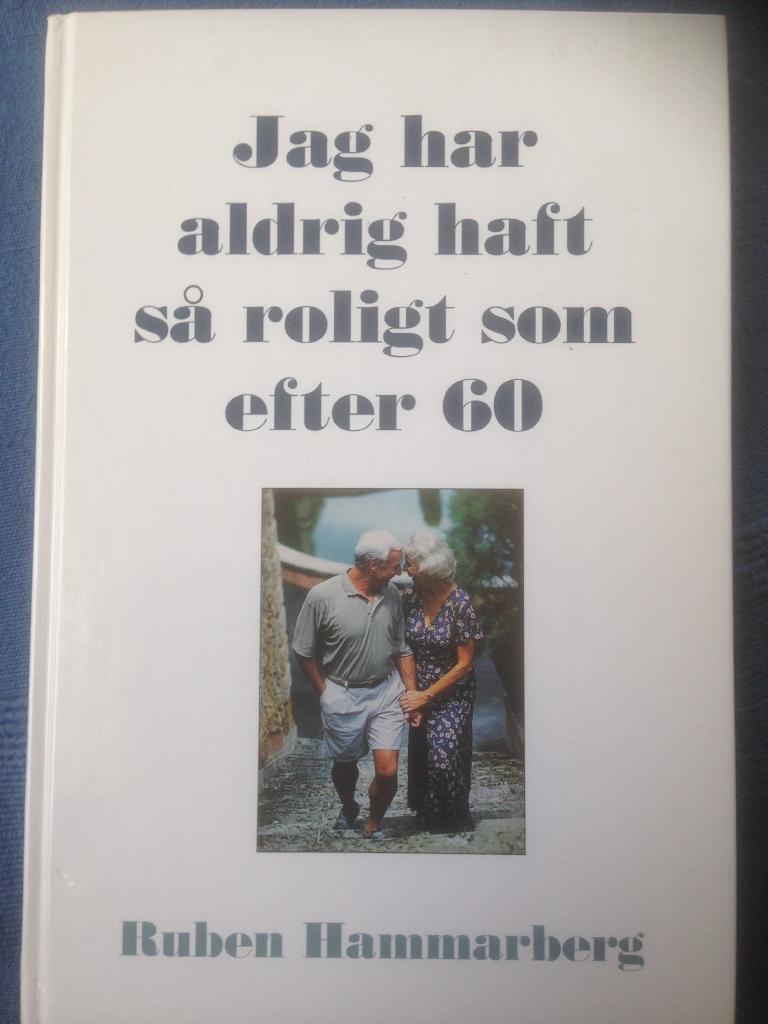 Jag har
aldrig haft
så roligt som
efter 60
Ruben Hammarberg